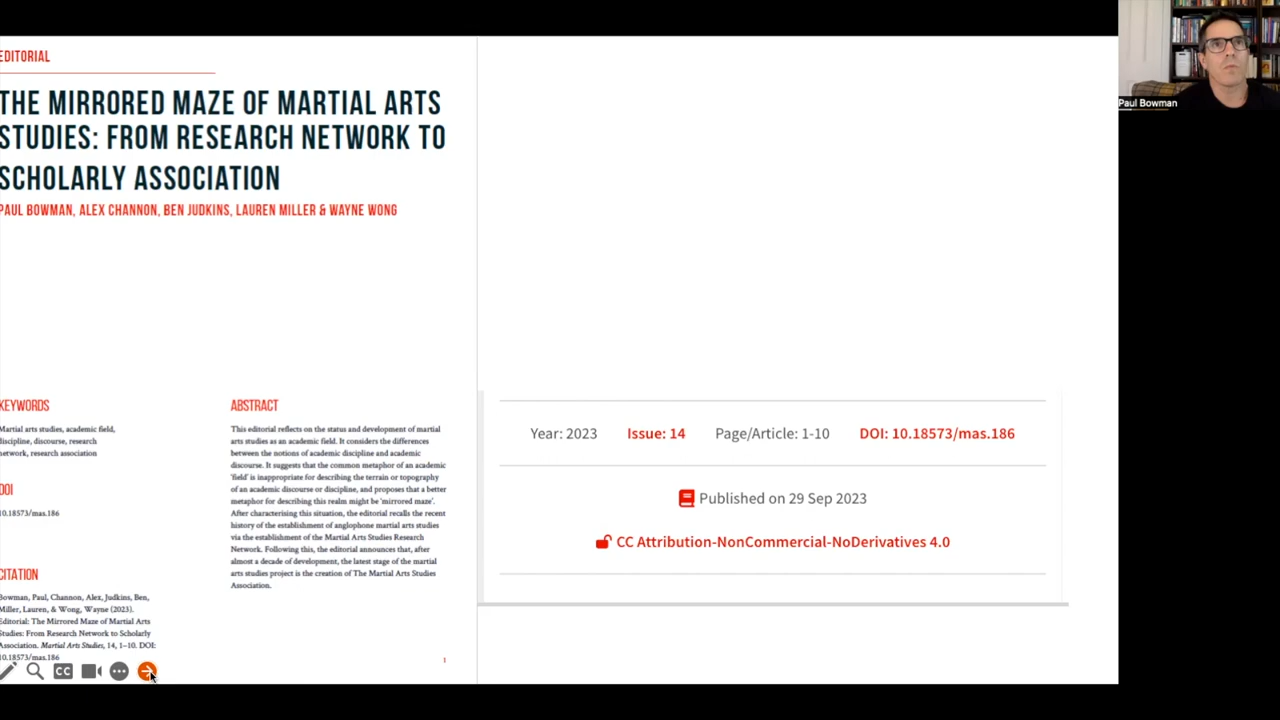 EDITORIAL
THE MIRRORED MAZE OF MARTIAL ARTS
STUDIES: FROM RESEARCH NETWORK TO
SCHOLARLY ASSOCIATION
PAUL BOWMAN, ALEX CHANNON, BEN JUDKINS, LAUREN MILLER & WAYNE WONG
KEYWORDS
Martial arts studies, academic field,
discipline, discourse, research
network, research association
DOI
10.18573/mas.186
CITATION
Bowman, Paul, Channon, Alex, Judkins, Ben,
Miller, Lauren, & Wong, Wayne (2023).
Editorial: The Mirrored Maze of Martial Arts
Studies: From Research Network to Scholarly
Association. Martial Arts Studies, 14, 1–10. DOI:
10.18573/mas.186
ABSTRACT
This editorial reflects on the status and development of martial
arts studies as an academic field. It considers the differences
between the notions of academic discipline and academic
discourse. It suggests that the common metaphor of an academic
'field' is inappropriate for describing the terrain or topography
of an academic discourse or discipline, and proposes that a better
metaphor for describing this realm might be 'mirrored maze'.
After characterising this situation, the editorial recalls the recent
history of the establishment of anglophone martial arts studies
via the establishment of the Martial Arts Studies Research
Network. Following this, the editorial announces that, after
almost a decade of development, the latest stage of the martial
arts studies project is the creation of The Martial Arts Studies
Association.
1
CC
Year: 2023 Issue: 14 Page/Article: 1-10 DOI: 10.18573/mas.186
Published on 29 Sep 2023
CC Attribution-NonCommercial-NoDerivatives 4.0
Paul Bowman